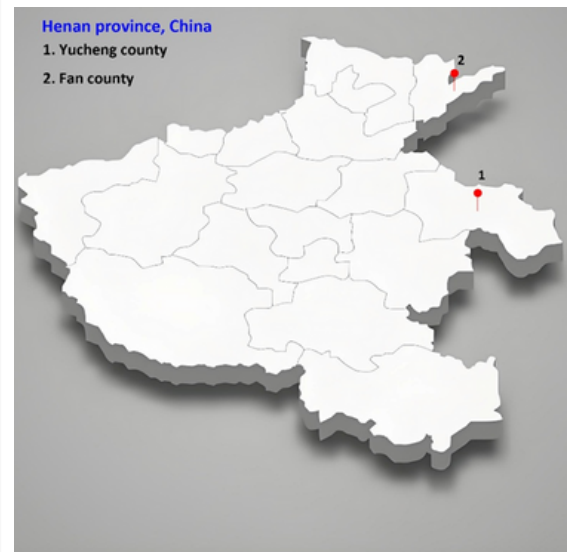 Henan province, China
1. Yucheng county
2. Fan county
2
1